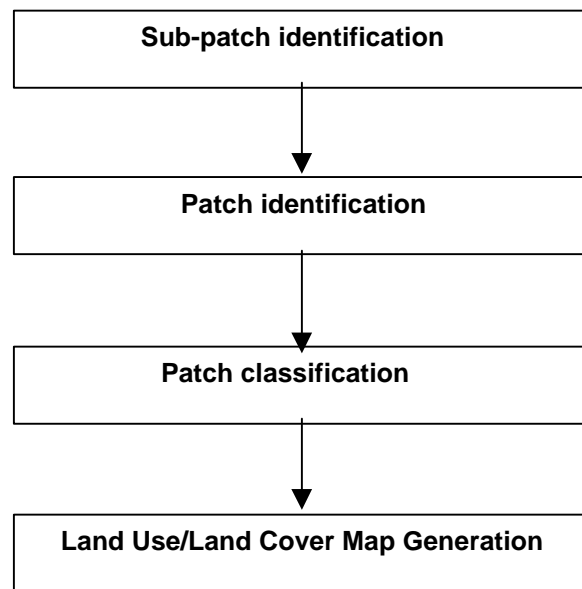 Sub-patch identification
Patch identification
Patch classification
Land Use/Land Cover Map Generation